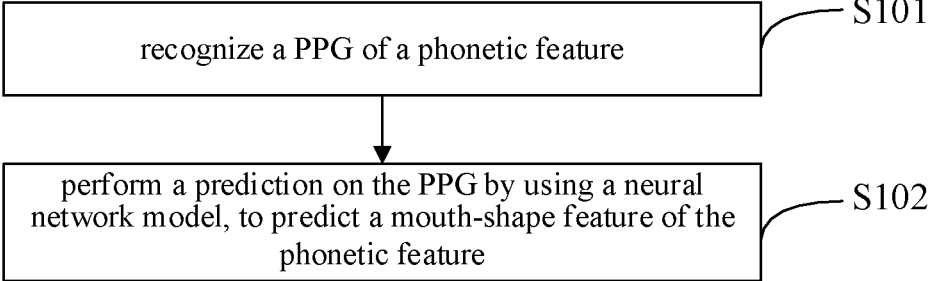 S101
recognize a PPG of a phonetic feature
perform a prediction on the PPG by using a neural
network model, to predict a mouth-shape feature of the
phonetic feature
S102